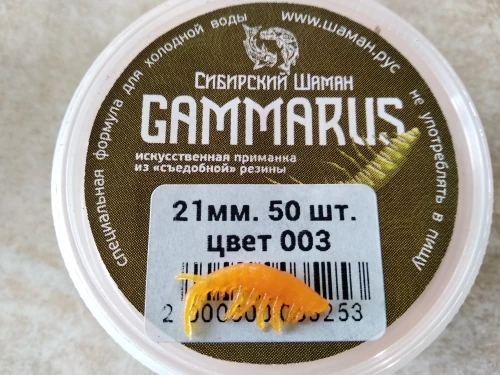 специальная формула для холодной воды
www.шаман.рус
Сибирский Шаман
GAMMARUS
искусственная приманка
из «съедобной» резины
не употреблять в пищу
21мм. 50 шт.
цвет 003